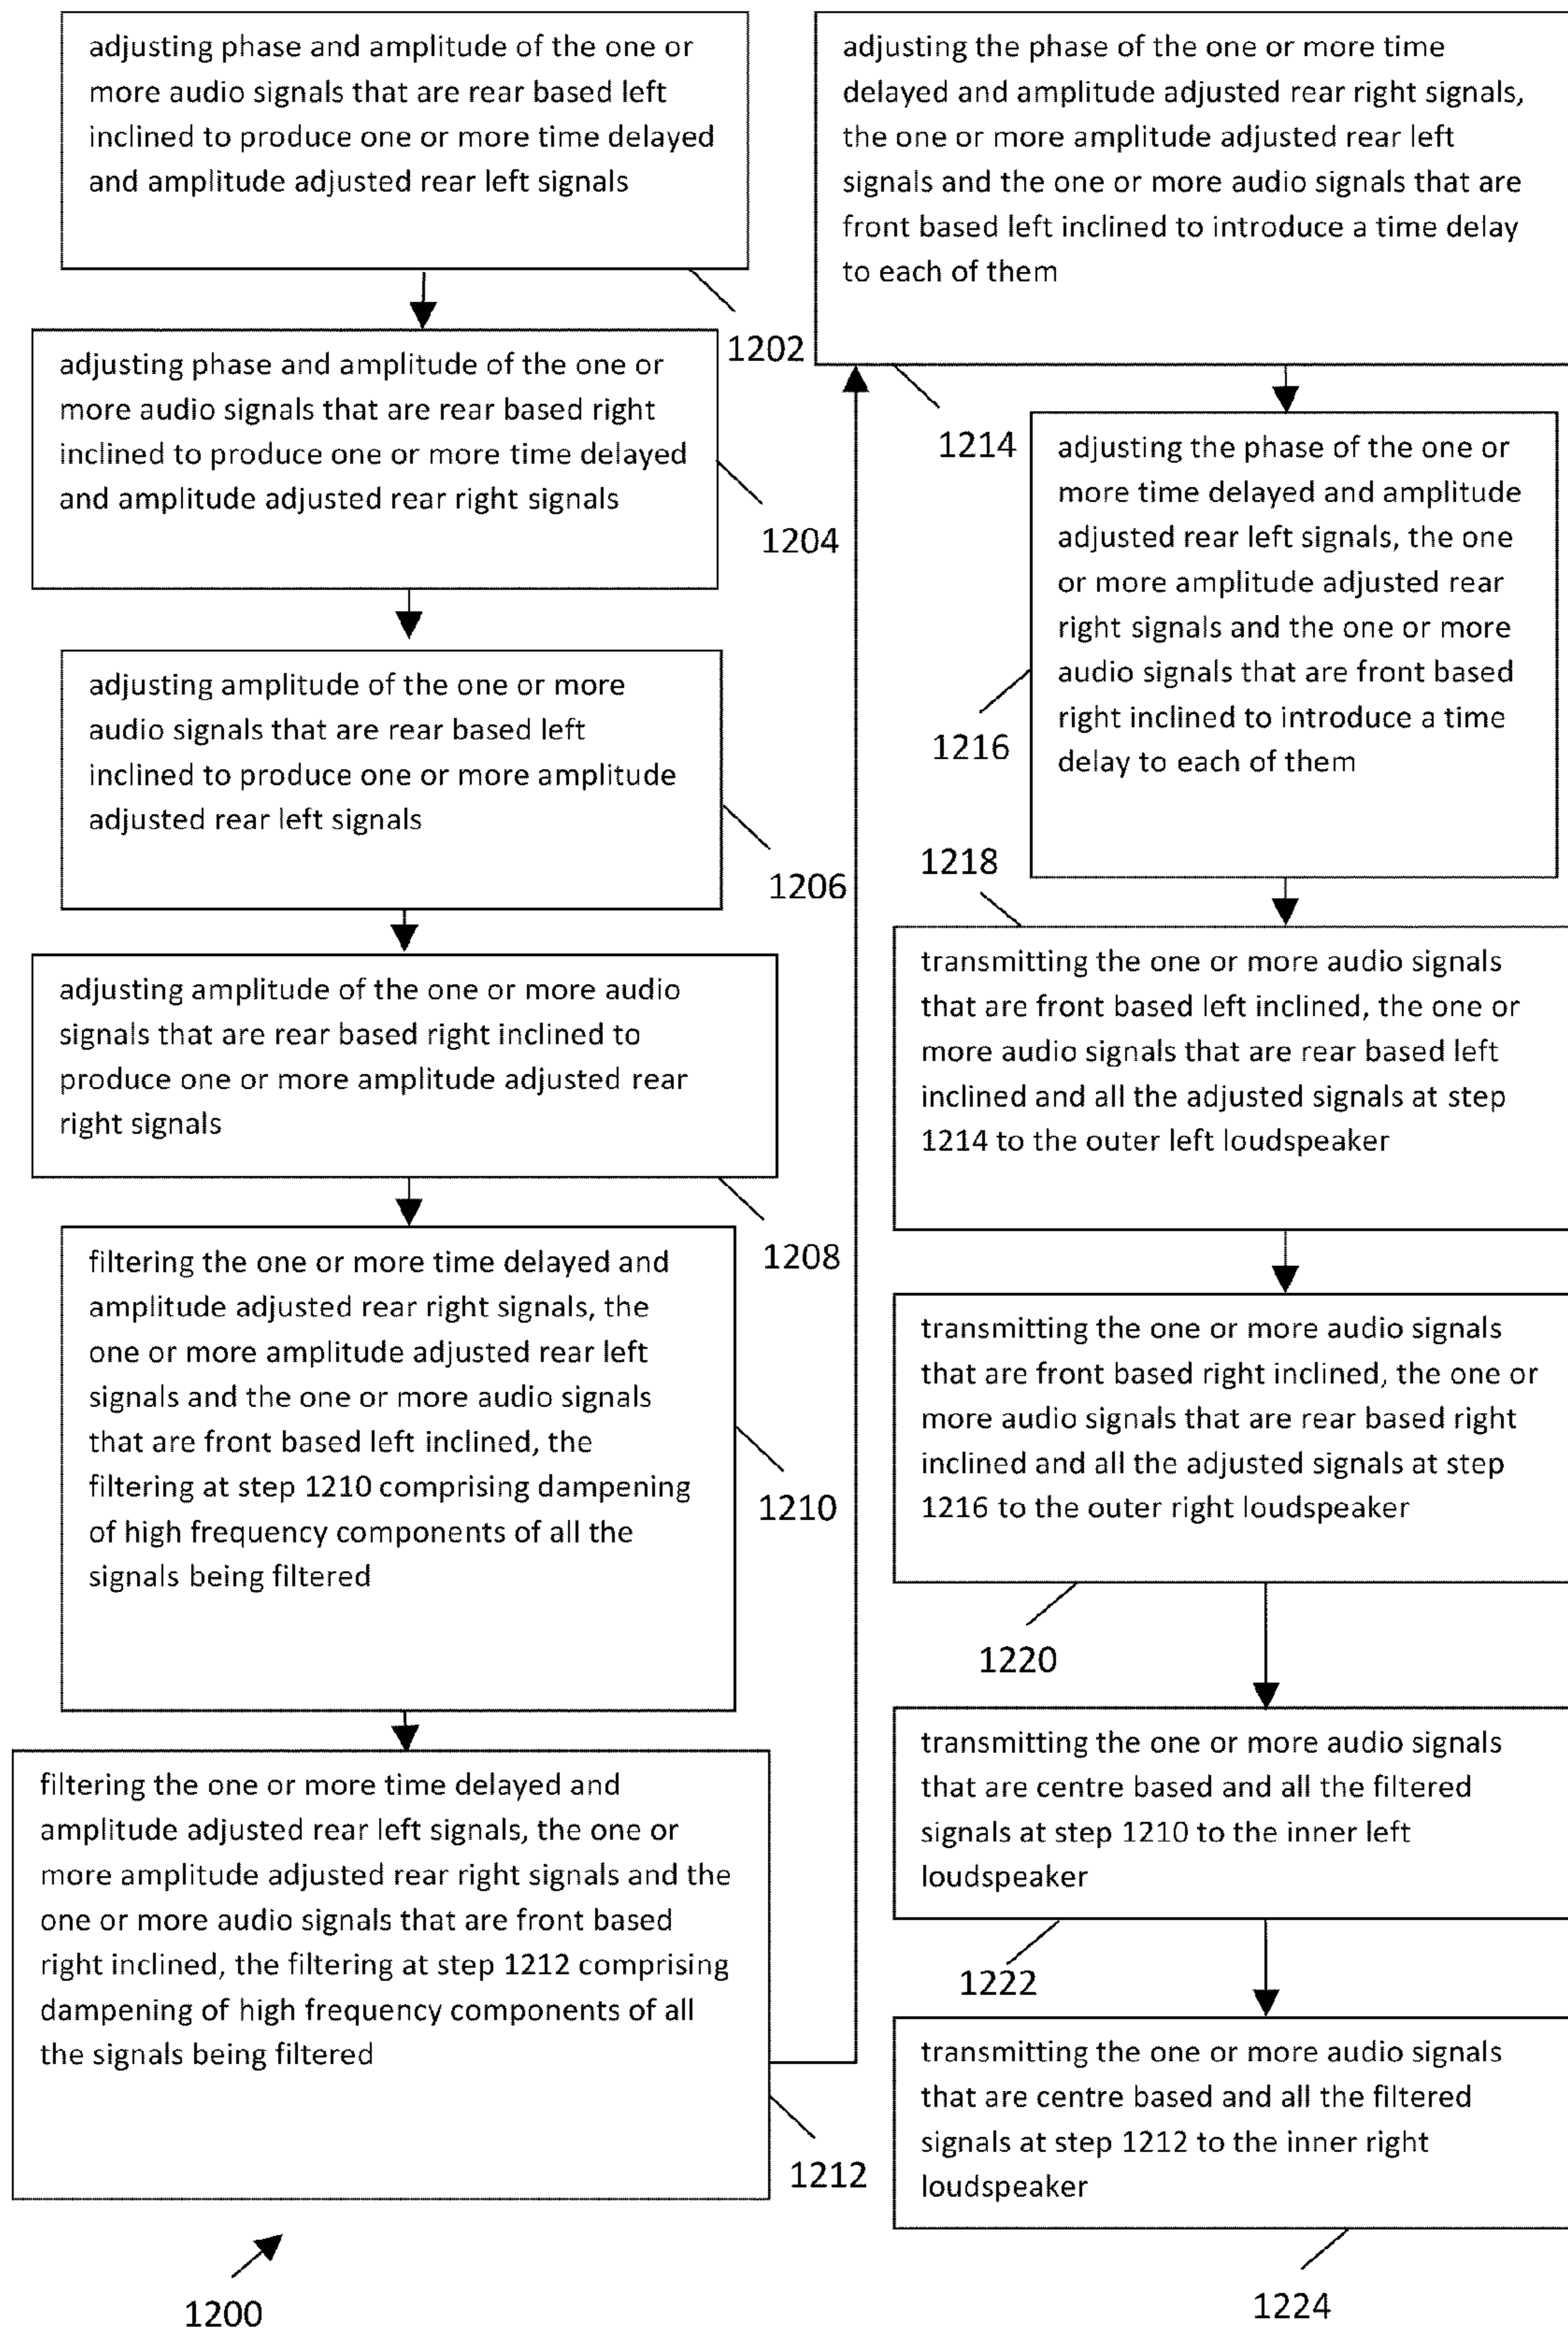 adjusting phase and amplitude of the one or
more audio signals that are rear based left
inclined to produce one or more time delayed
and amplitude adjusted rear left signals
1202
adjusting phase and amplitude of the one or
more audio signals that are rear based right
inclined to produce one or more time delayed
and amplitude adjusted rear right signals
1204
adjusting amplitude of the one or more
audio signals that are rear based left
inclined to produce one or more amplitude
adjusted rear left signals
1206
adjusting amplitude of the one or more audio
signals that are rear based right inclined to
produce one or more amplitude adjusted rear
right signals
1208
filtering the one or more time delayed and
amplitude adjusted rear right signals, the
one or more amplitude adjusted rear left
signals and the one or more audio signals
that are front based left inclined, the
filtering at step 1210 comprising dampening
of high frequency components of all the
signals being filtered
1210
filtering the one or more time delayed and
amplitude adjusted rear left signals, the one or
more amplitude adjusted rear right signals and the
one or more audio signals that are front based
right inclined, the filtering at step 1212 comprising
dampening of high frequency components of all
the signals being filtered
1212
1200
adjusting the phase of the one or more time
delayed and amplitude adjusted rear right signals,
the one or more amplitude adjusted rear left
signals and the one or more audio signals that are
front based left inclined to introduce a time delay
to each of them
1214
adjusting the phase of the one or
more time delayed and amplitude
adjusted rear left signals, the one
or more amplitude adjusted rear
right signals and the one or more
audio signals that are front based
right inclined to introduce a time
delay to each of them
1216
1218
transmitting the one or more audio signals
that are front based left inclined, the one or
more audio signals that are rear based left
inclined and all the adjusted signals at step
1214 to the outer left loudspeaker
transmitting the one or more audio signals
that are front based right inclined, the one or
more audio signals that are rear based right
inclined and all the adjusted signals at step
1216 to the outer right loudspeaker
1220
transmitting the one or more audio signals
that are centre based and all the filtered
signals at step 1210 to the inner left
loudspeaker
1222
transmitting the one or more audio signals
that are centre based and all the filtered
signals at step 1212 to the inner right
loudspeaker
1224